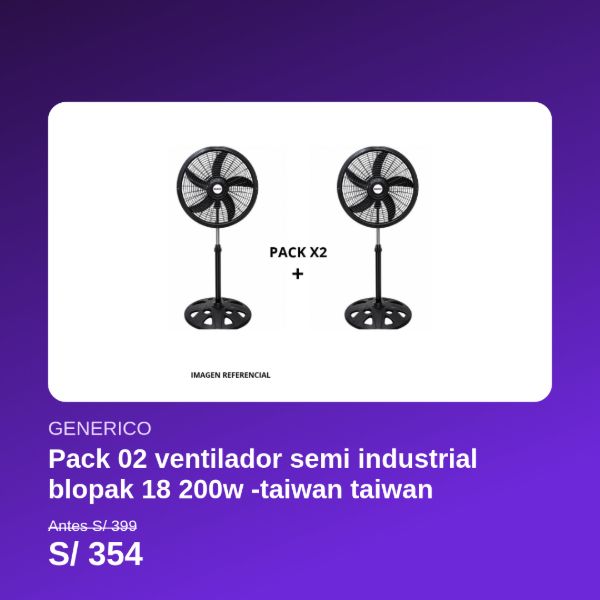 PACK X2
+
IMAGEN REFERENCIAL
GENERICO
Pack 02 ventilador semi industrial
blopak 18 200w -taiwan taiwan
Antes S/ 399
S/ 354